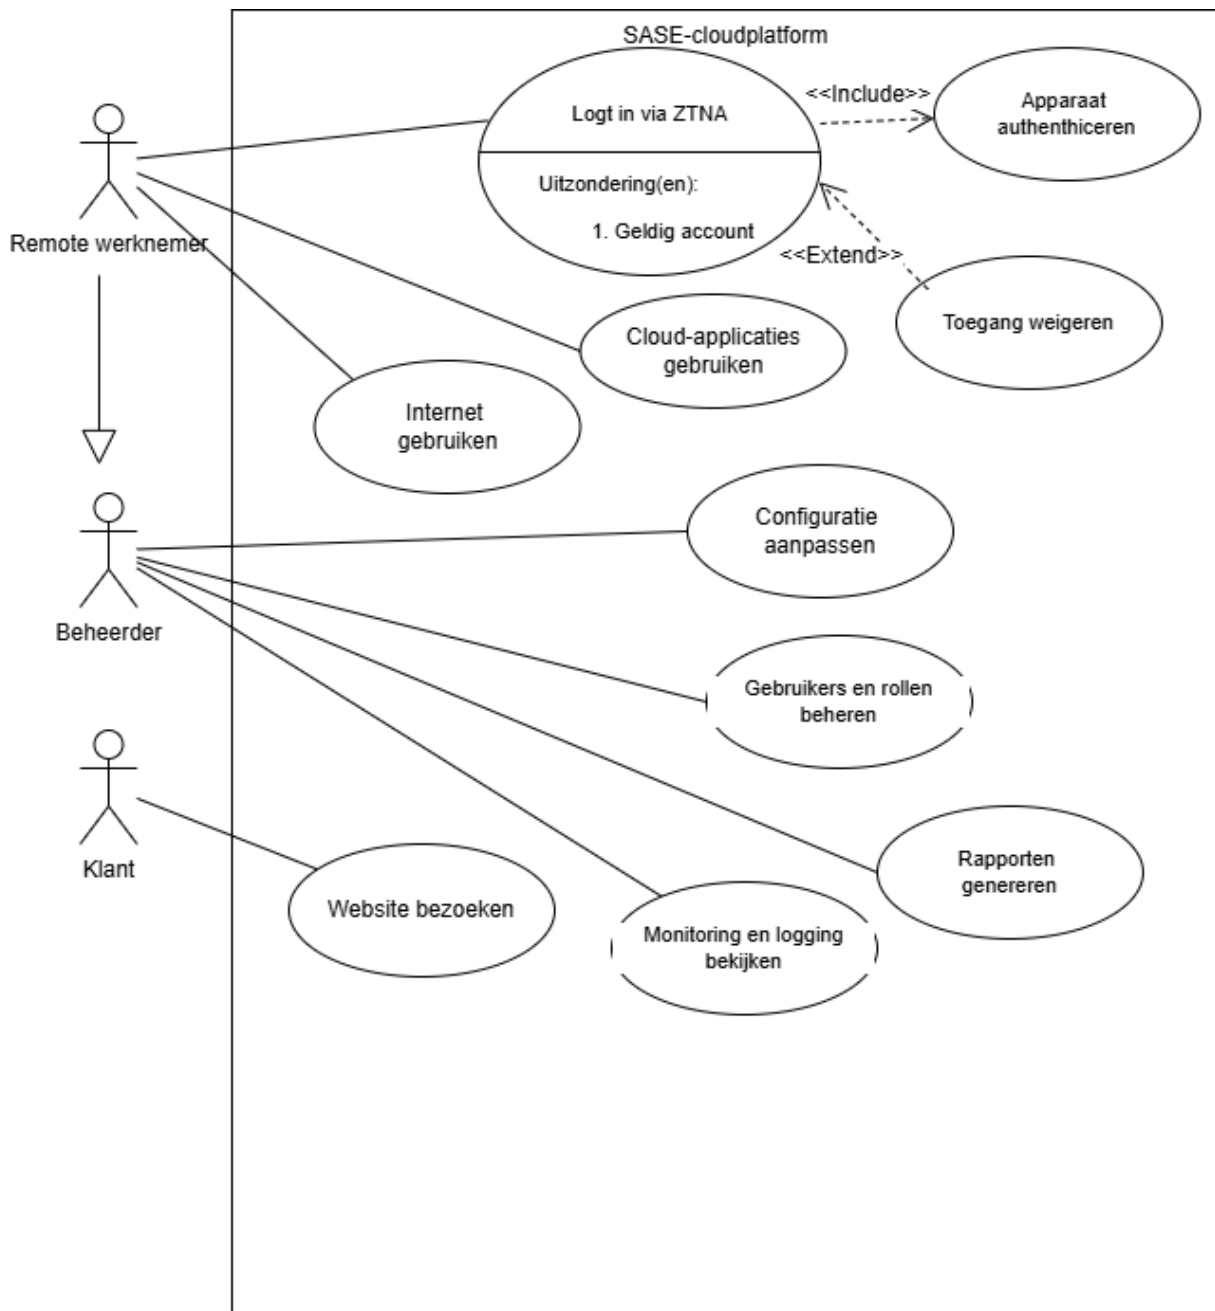 SASE-cloudplatform
Logt in via ZTNA
Uitzondering(en):
1. Geldig account
<<Include>>
Apparaat
authenthiceren
<<Extend>>
Toegang weigeren
Remote werknemer
Cloud-applicaties
gebruiken
Internet
gebruiken
Configuratie
aanpassen
Beheerder
Gebruikers en rollen
beheren
Klant
Rapporten
genereren
Website bezoeken
Monitoring en logging
bekijken